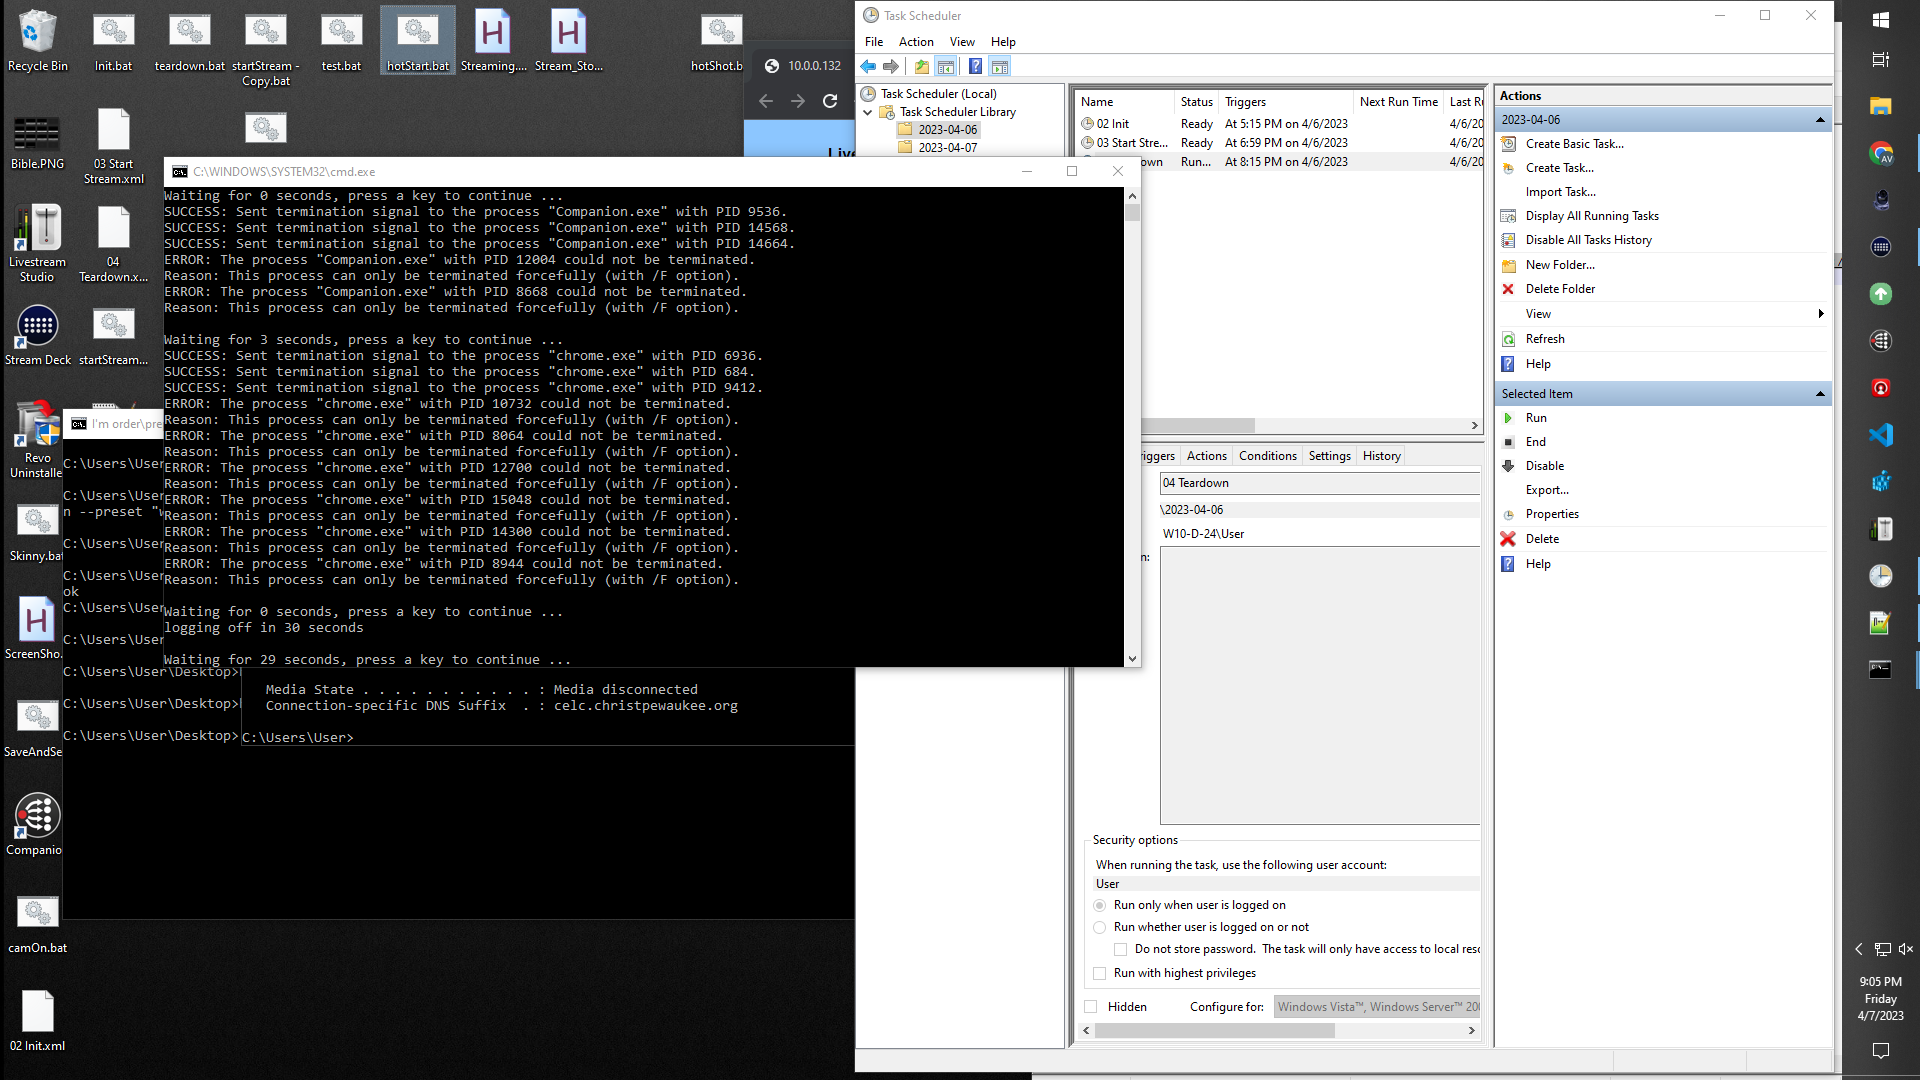 Recycle Bin
Init.bat
teardown.bat
startStream - Copy.bat
test.bat
hotStart.bat
Streaming....
Stream_Sto...
hotShot.b
Bible.PNG
03 Start Stream.xml
Livestream Studio
04 Teardown.x...
Stream Deck
startStream...
Revo Uninstalle
Skinny.bat
ScreenSho.
SaveAndSe
Companio
camOn.bat
02 Init.xml
10.0.0.132
Live
C:\WINDOWS\SYSTEM32\cmd.exe
Waiting for 0 seconds, press a key to continue ...
SUCCESS: Sent termination signal to the process "Companion.exe" with PID 9536.
SUCCESS: Sent termination signal to the process "Companion.exe" with PID 14568.
SUCCESS: Sent termination signal to the process "Companion.exe" with PID 14664.
ERROR: The process "Companion.exe" with PID 12004 could not be terminated.
Reason: This process can only be terminated forcefully (with /F option).
ERROR: The process "Companion.exe" with PID 8668 could not be terminated.
Reason: This process can only be terminated forcefully (with /F option).
Waiting for 3 seconds, press a key to continue ...
SUCCESS: Sent termination signal to the process "chrome.exe" with PID 6936.
SUCCESS: Sent termination signal to the process "chrome.exe" with PID 684.
SUCCESS: Sent termination signal to the process "chrome.exe" with PID 9412.
ERROR: The process "chrome.exe" with PID 10732 could not be terminated.
Reason: This process can only be terminated forcefully (with /F option).
ERROR: The process "chrome.exe" with PID 8064 could not be terminated.
Reason: This process can only be terminated forcefully (with /F option).
ERROR: The process "chrome.exe" with PID 12700 could not be terminated.
Reason: This process can only be terminated forcefully (with /F option).
ERROR: The process "chrome.exe" with PID 15048 could not be terminated.
Reason: This process can only be terminated forcefully (with /F option).
ERROR: The process "chrome.exe" with PID 14300 could not be terminated.
Reason: This process can only be terminated forcefully (with /F option).
ERROR: The process "chrome.exe" with PID 8944 could not be terminated.
Reason: This process can only be terminated forcefully (with /F option).
Waiting for 0 seconds, press a key to continue ...
logging off in 30 seconds
Waiting for 29 seconds, press a key to continue ...
I'm order\pre
C:\Users\User
C:\Users\User
n --preset "w
C:\Users\User
C:\Users\User
ok
C:\Users\User
C:\Users\User
C:\Users\User\Desktop>
C:\Users\User\Desktop>
C:\Users\User\Desktop>
Media State . . . . . . . . . . . : Media disconnected
Connection-specific DNS Suffix  . : celc.christpewaukee.org
C:\Users\User>
Task Scheduler
File Action View Help
Task Scheduler (Local)
Task Scheduler Library
2023-04-06
2023-04-07
Name Status Triggers Next Run Time Last Ru
02 Init Ready At 5:15 PM on 4/6/2023 4/6/20
03 Start Stre... Ready At 6:59 PM on 4/6/2023 4/6/20
down Run... At 8:15 PM on 4/6/2023 4/6/20
iggers Actions Conditions Settings History
04 Teardown
\2023-04-06
W10-D-24\User
n:
Security options
When running the task, use the following user account:
User
Run only when user is logged on
Run whether user is logged on or not
Do not store password. The task will only have access to local reso
Run with highest privileges
Hidden Configure for: Windows Vista™, Windows Server™ 200
Actions
2023-04-06
Create Basic Task...
Create Task...
Import Task...
Display All Running Tasks
Disable All Tasks History
New Folder...
Delete Folder
View
Refresh
Help
Selected Item
Run
End
Disable
Export...
Properties
Delete
Help
AV
9:05 PM
Friday
4/7/2023